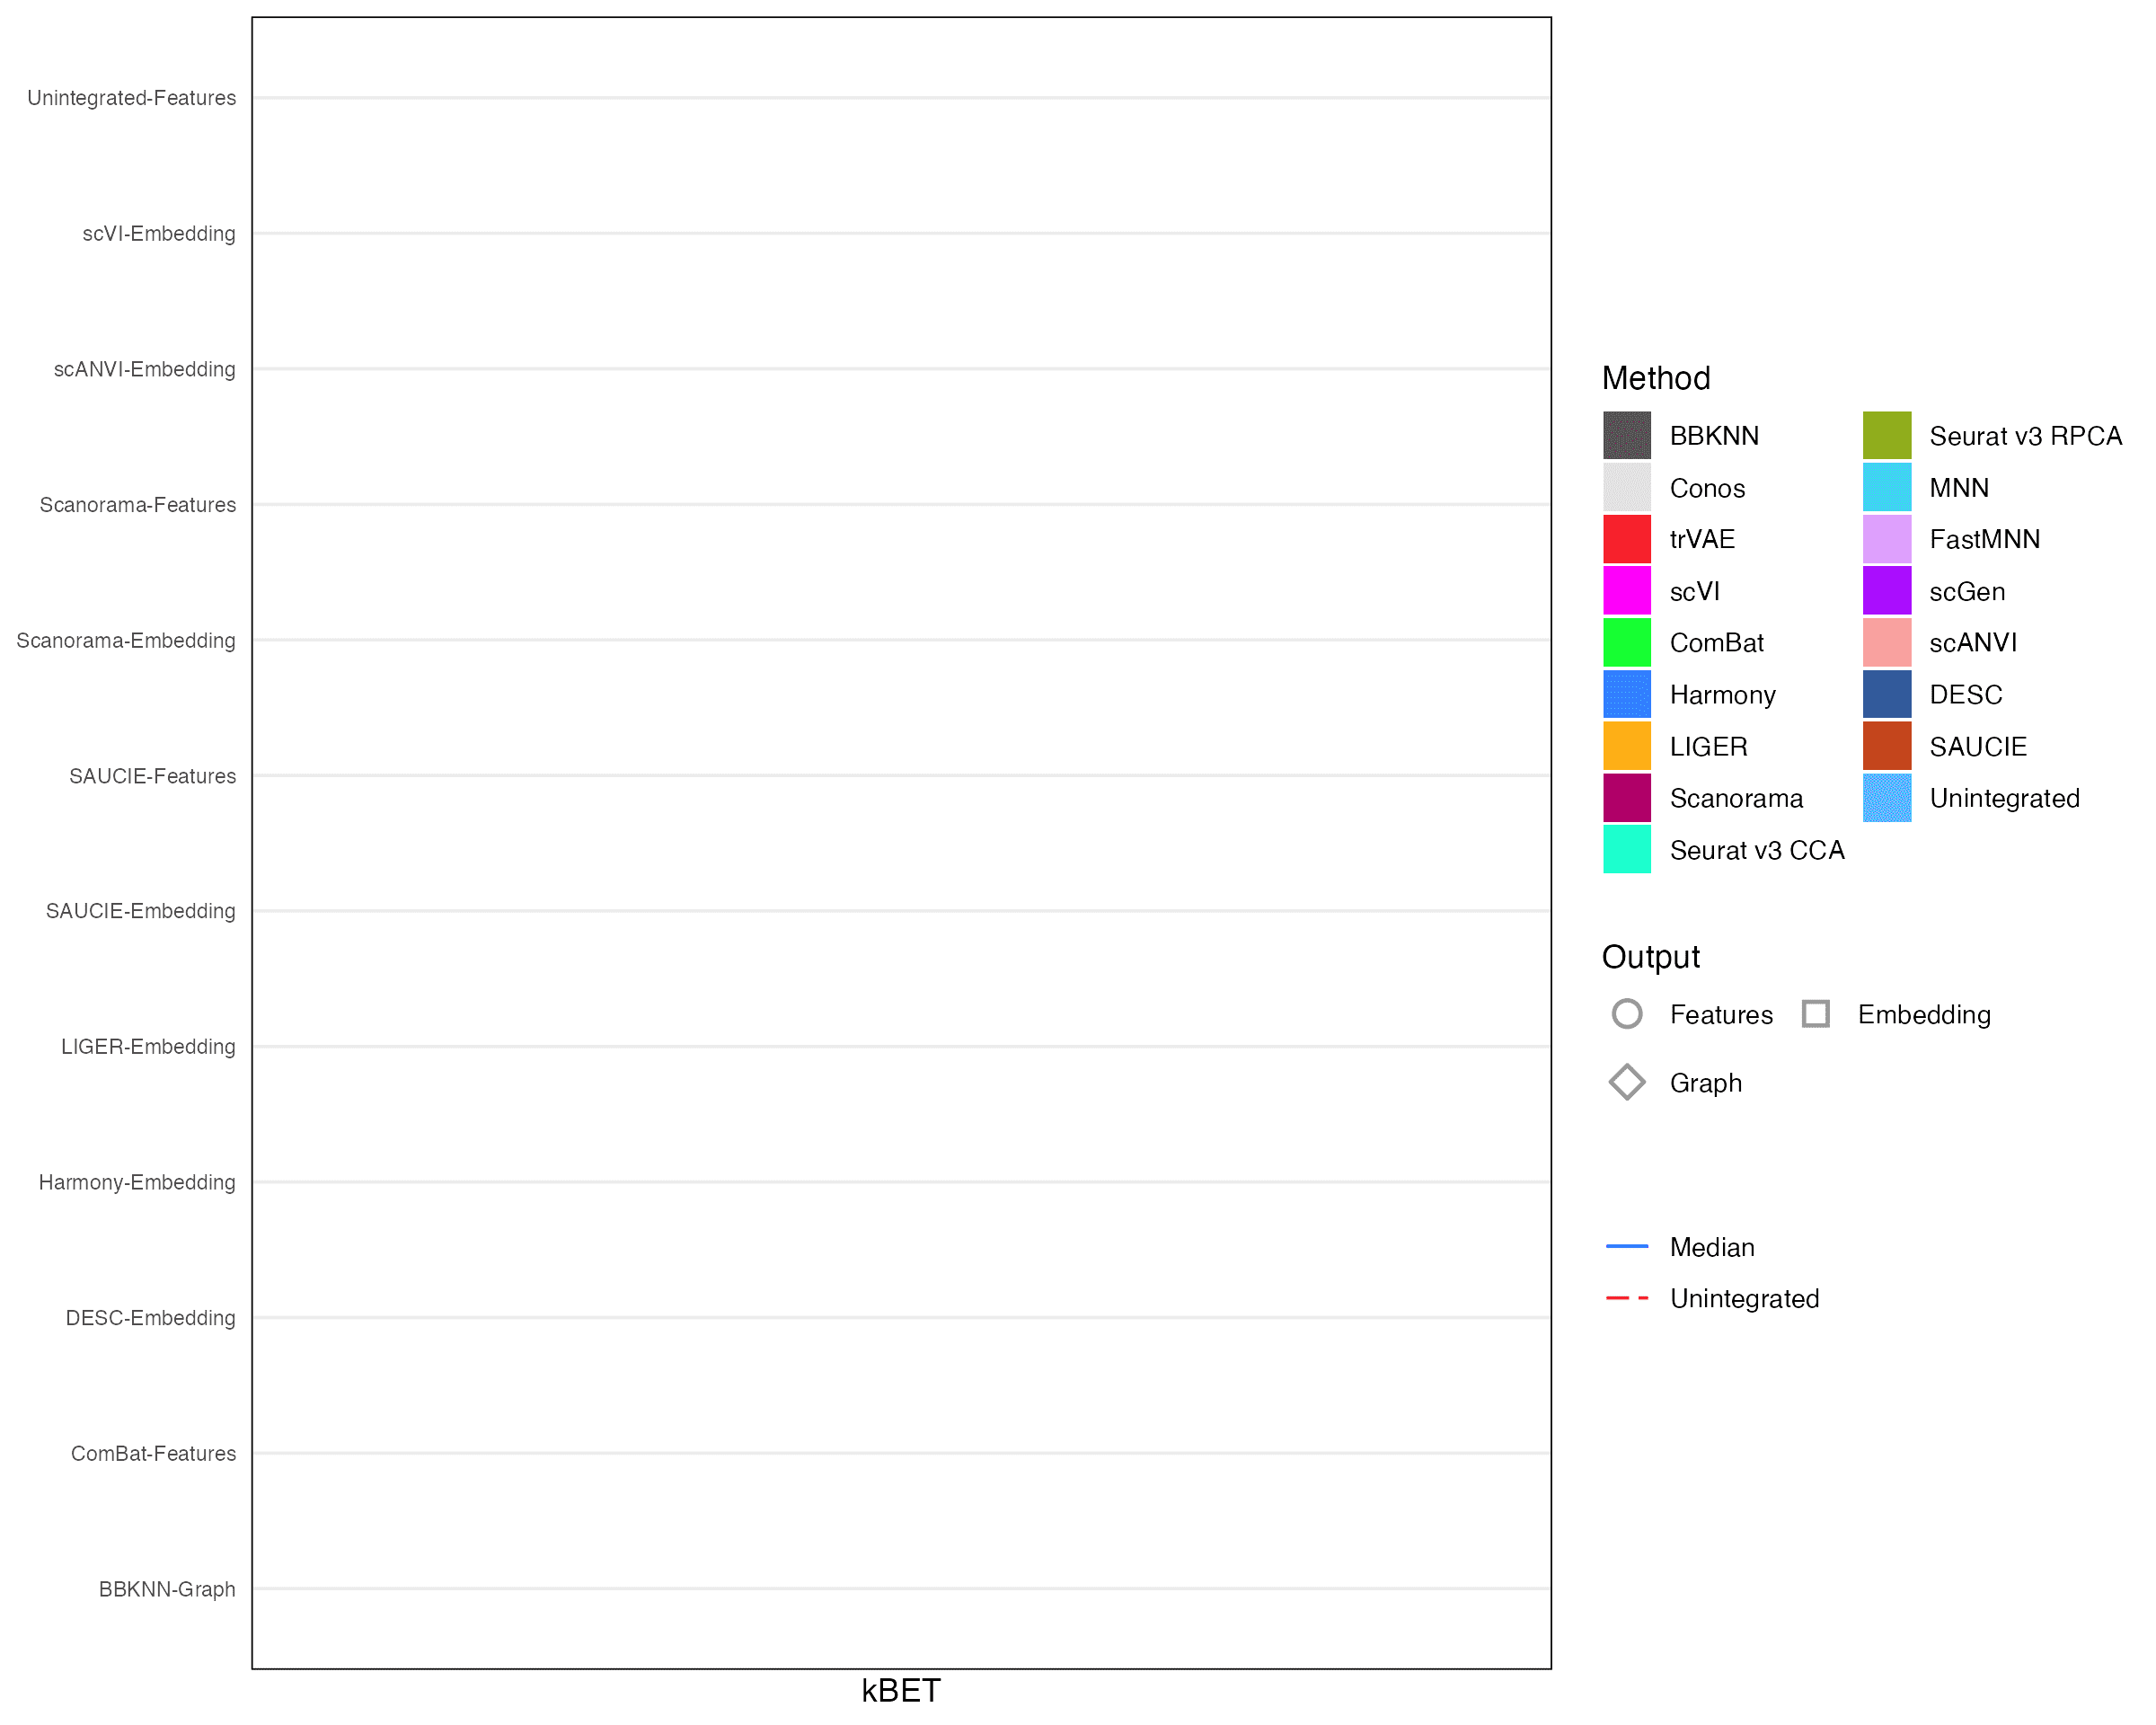 Unintegrated-Features
scVI-Embedding
scANVI-Embedding
Scanorama-Features
Scanorama-Embedding
SAUCIE-Features
SAUCIE-Embedding
LIGER-Embedding
Harmony-Embedding
DESC-Embedding
ComBat-Features
BBKNN-Graph
kBET
Method
BBKNN
Conos
trVAE
scVI
ComBat
Harmony
LIGER
Scanorama
Seurat v3 CCA
Seurat v3 RPCA
MNN
FastMNN
scGen
scANVI
DESC
SAUCIE
Unintegrated
Output
Features
Embedding
Graph
Median
Unintegrated